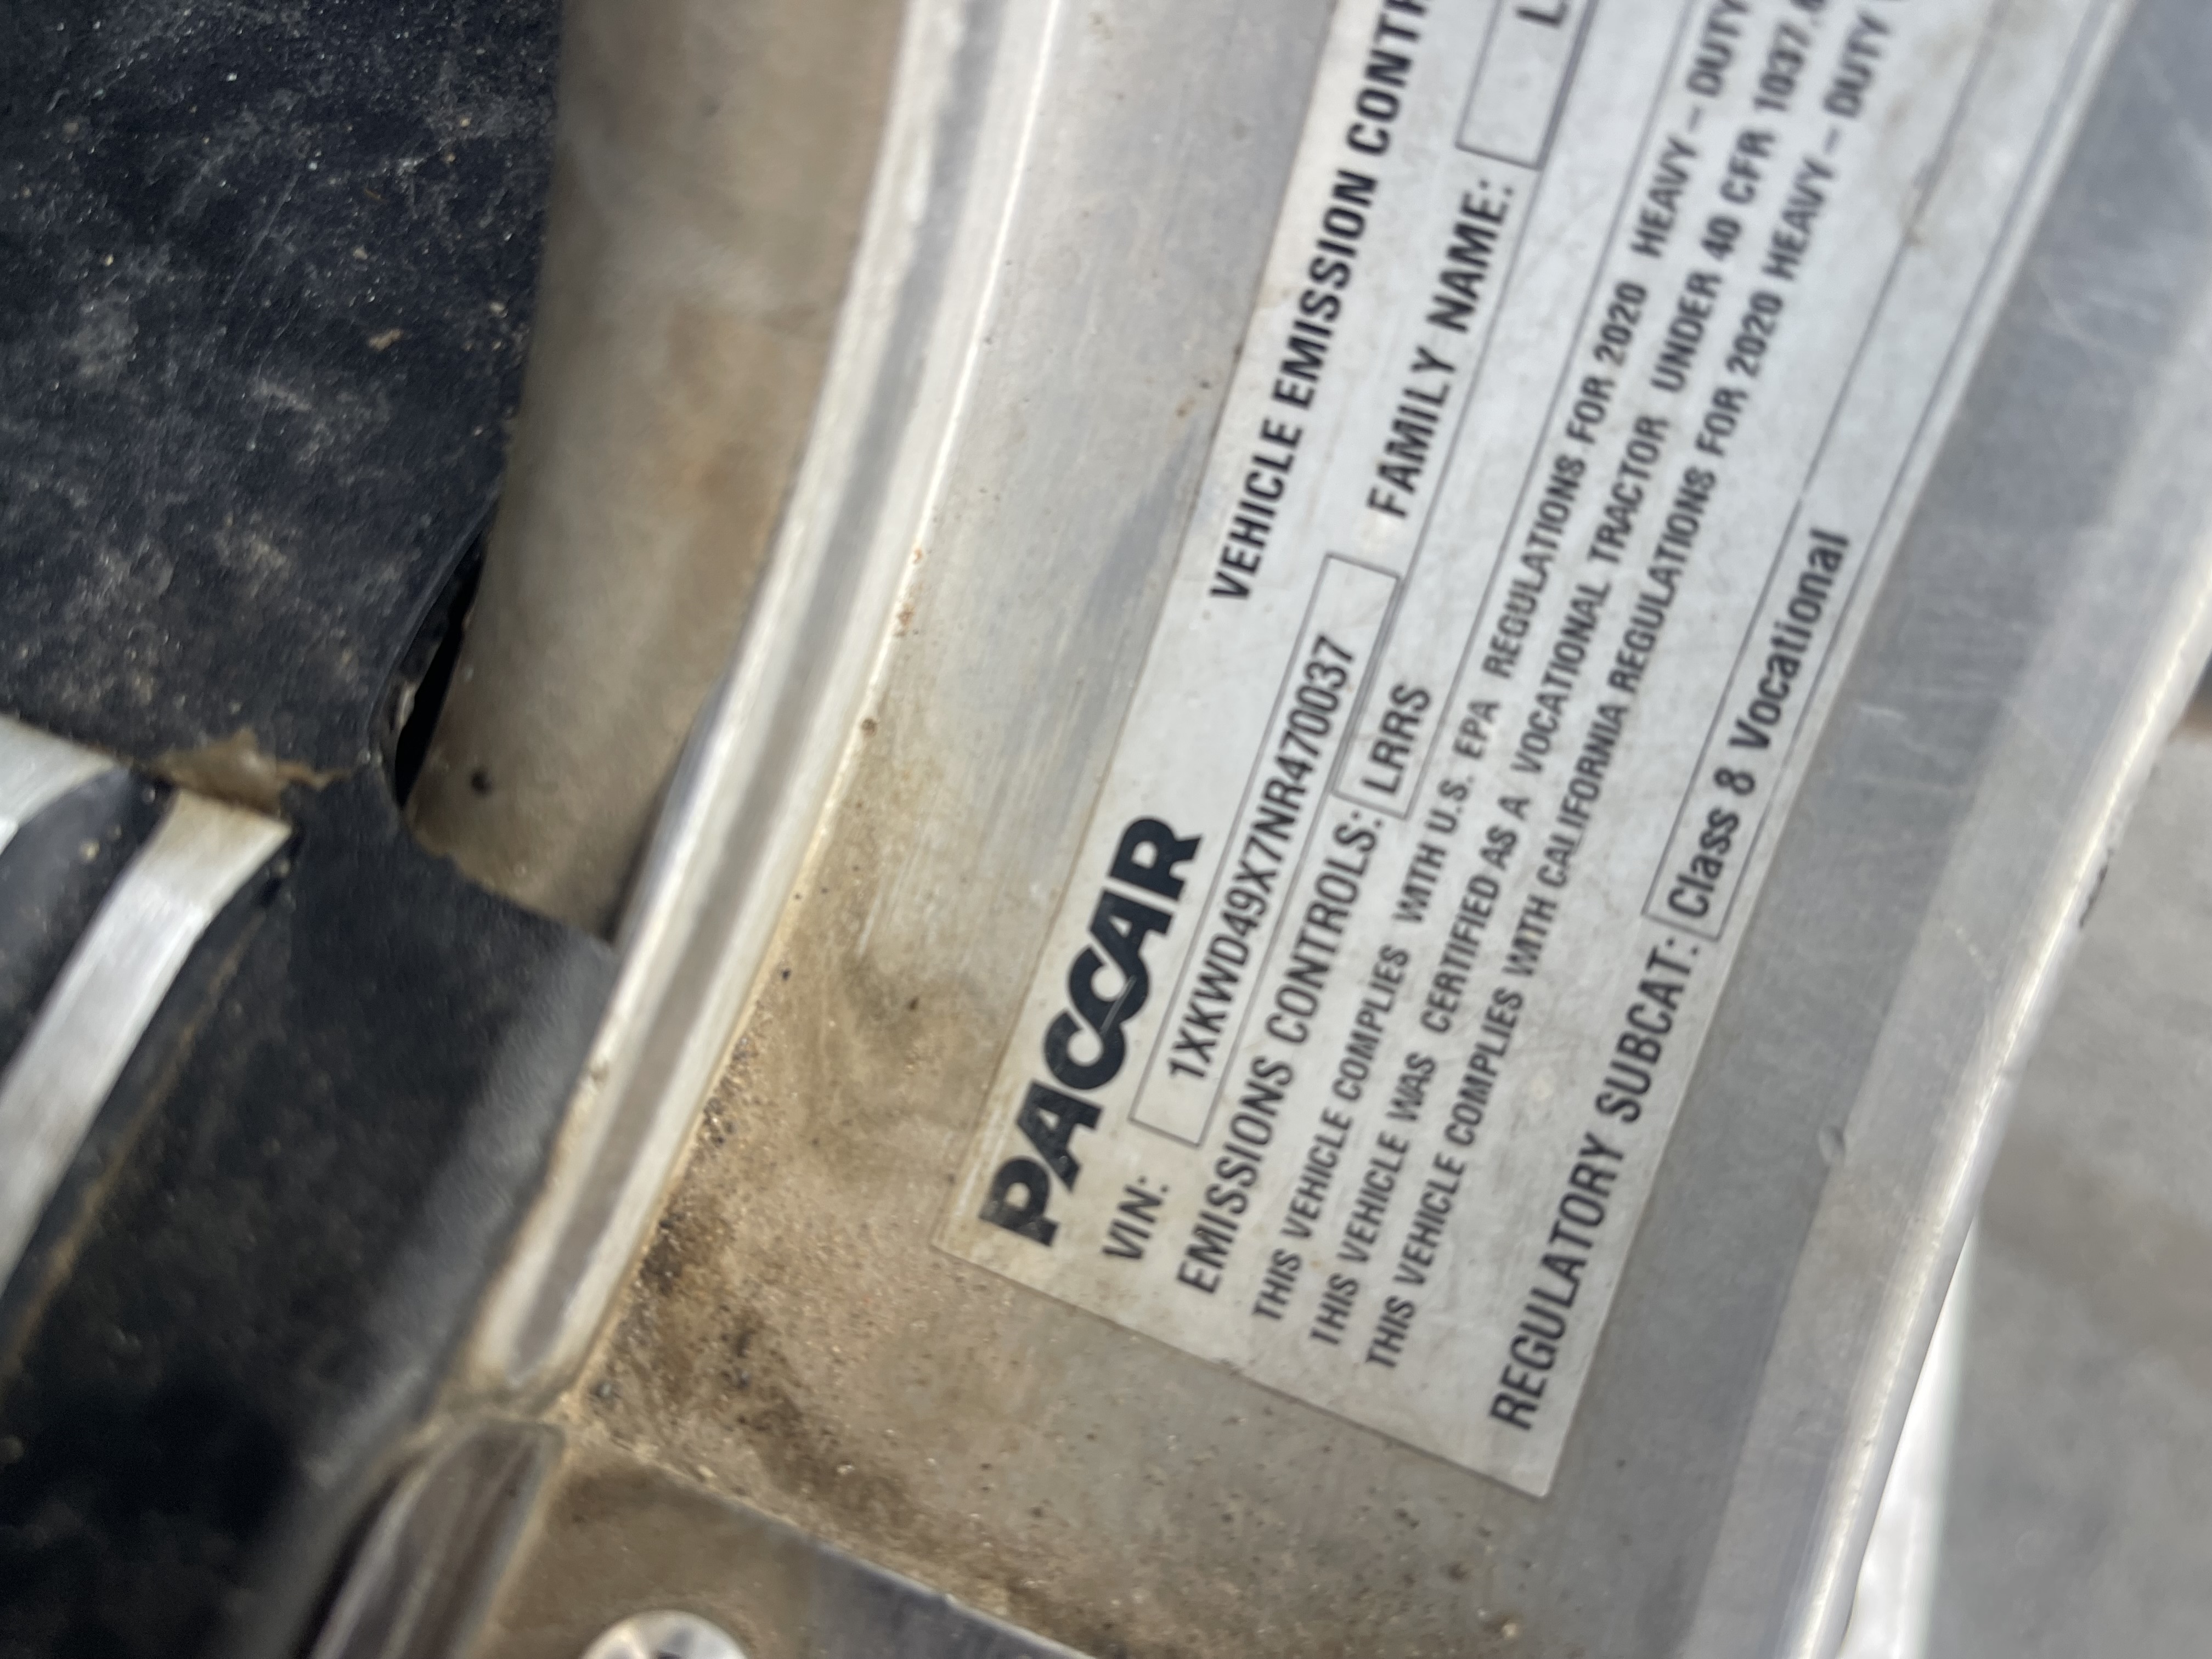 PACCAR
VEHICLE EMISSION CONTR
VIN: 1XKWD49X7NR470037 FAMILY NAME: L
EMISSIONS CONTROLS: LRRS
THIS VEHICLE COMPLIES WITH U.S. EPA REGULATIONS FOR 2020 HEAVY-DUTY
THIS VEHICLE WAS CERTIFIED AS A VOCATIONAL TRACTOR UNDER 40 CFR 1037.
THIS VEHICLE COMPLIES WITH CALIFORNIA REGULATIONS FOR 2020 HEAVY-DUTY
REGULATORY SUBCAT: Class 8 Vocational